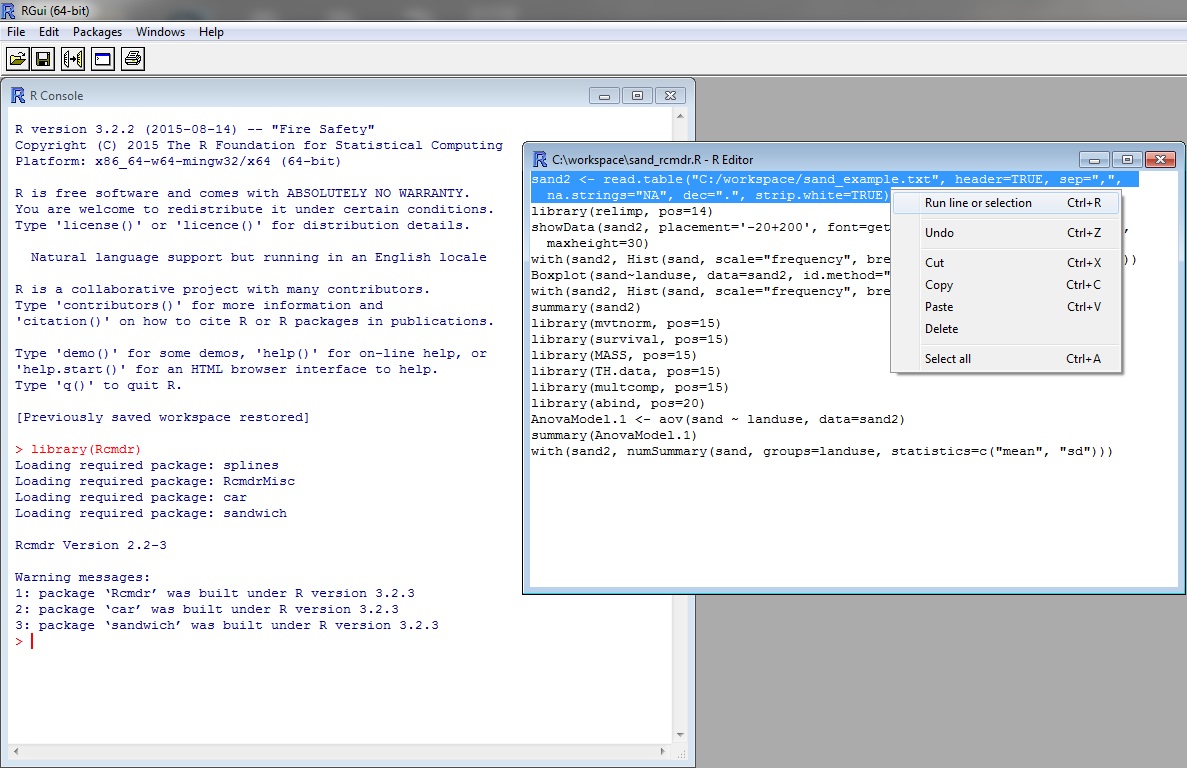 RGui (64-bit)
File Edit Packages Windows Help
R Console
R version 3.2.2 (2015-08-14) -- "Fire Safety"
Copyright (C) 2015 The R Foundation for Statistical Computing
Platform: x86_64-w64-mingw32/x64 (64-bit)
R is free software and comes with ABSOLUTELY NO WARRANTY.
You are welcome to redistribute it under certain conditions.
Type 'license()' or 'licence()' for distribution details.
Natural language support but running in an English locale
R is a collaborative project with many contributors.
Type 'contributors()' for more information and
'citation()' on how to cite R or R packages in publications.
Type 'demo()' for some demos, 'help()' for on-line help, or
'help.start()' for an HTML browser interface to help.
Type 'q()' to quit R.
[Previously saved workspace restored]
> library(Rcmdr)
Loading required package: splines
Loading required package: RcmdrMisc
Loading required package: car
Loading required package: sandwich
Rcmdr Version 2.2-3
Warning messages:
1: package ‘Rcmdr’ was built under R version 3.2.3
2: package ‘car’ was built under R version 3.2.3
3: package ‘sandwich’ was built under R version 3.2.3
>
C:\workspace\sand_rcmdr.R - R Editor
sand2 <- read.table("C:/workspace/sand_example.txt", header=TRUE, sep=",",
na.strings="NA", dec=".", strip.white=TRUE)
library(relimp, pos=14)
showData(sand2, placement='-20+200', font=get ,
maxheight=30)
with(sand2, Hist(sand, scale="frequency", bre ))
Boxplot(sand~landuse, data=sand2, id.method="
with(sand2, Hist(sand, scale="frequency", bre
summary(sand2)
library(mvtnorm, pos=15)
library(survival, pos=15)
library(MASS, pos=15)
library(TH.data, pos=15)
library(multcomp, pos=15)
library(abind, pos=20)
AnovaModel.1 <- aov(sand ~ landuse, data=sand2)
summary(AnovaModel.1)
with(sand2, numSummary(sand, groups=landuse, statistics=c("mean", "sd")))
Run line or selection Ctrl+R
Undo Ctrl+Z
Cut Ctrl+X
Copy Ctrl+C
Paste Ctrl+V
Delete
Select all Ctrl+A